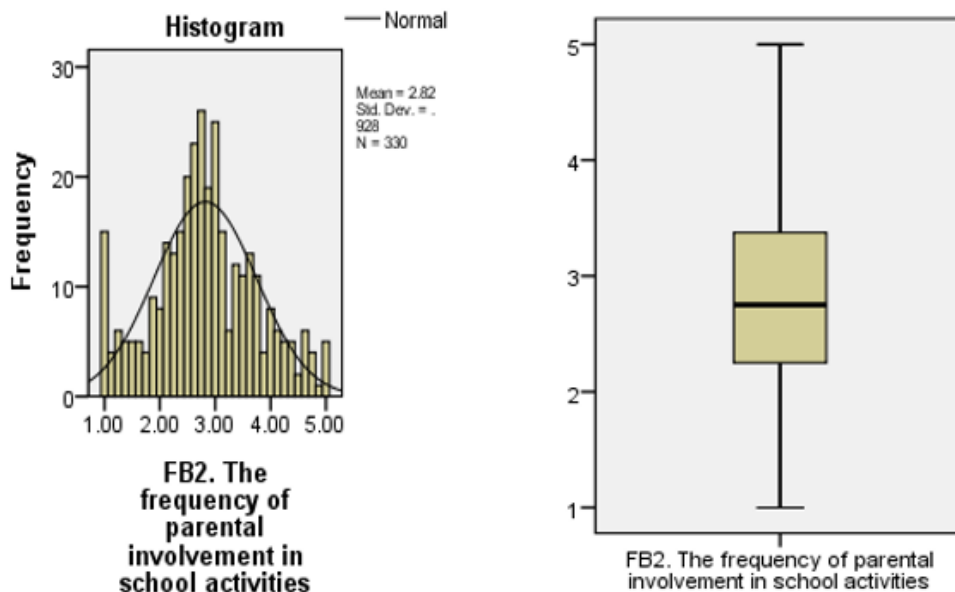 Histogram
Normal
Mean = 2.82
Std. Dev. = .
928
N = 330
Frequency
30
20
10
0
1.00 2.00 3.00 4.00 5.00
FB2. The
frequency of
parental
involvement in
school activities
5
4
3
2
1
FB2. The frequency of parental
involvement in school activities